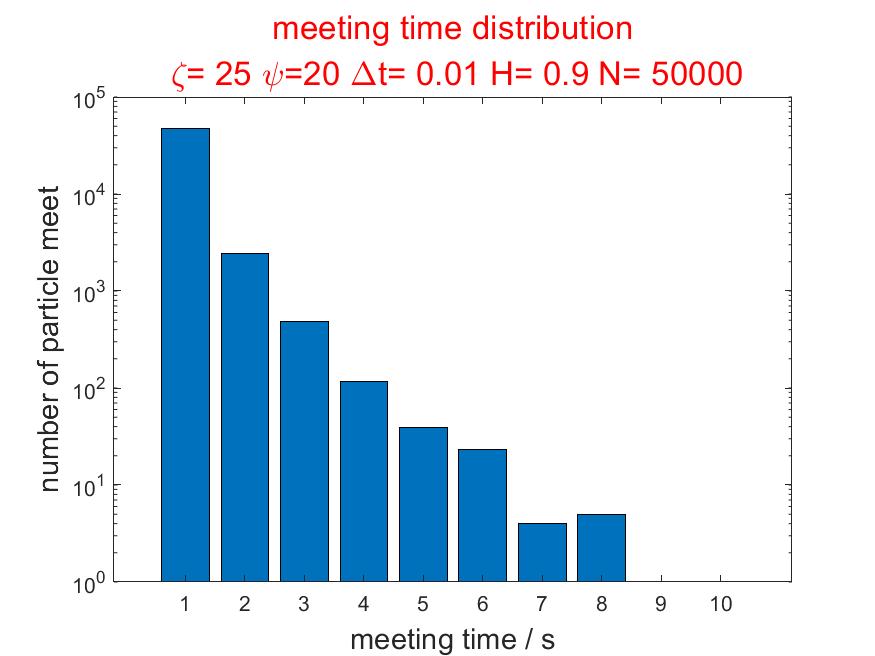 meeting time distribution
ζ= 25 ψ=20 Δt= 0.01 H= 0.9 N= 50000
number of particle meet
10^5
10^4
10^3
10^2
10^1
10^0
1 2 3 4 5 6 7 8 9 10
meeting time / s